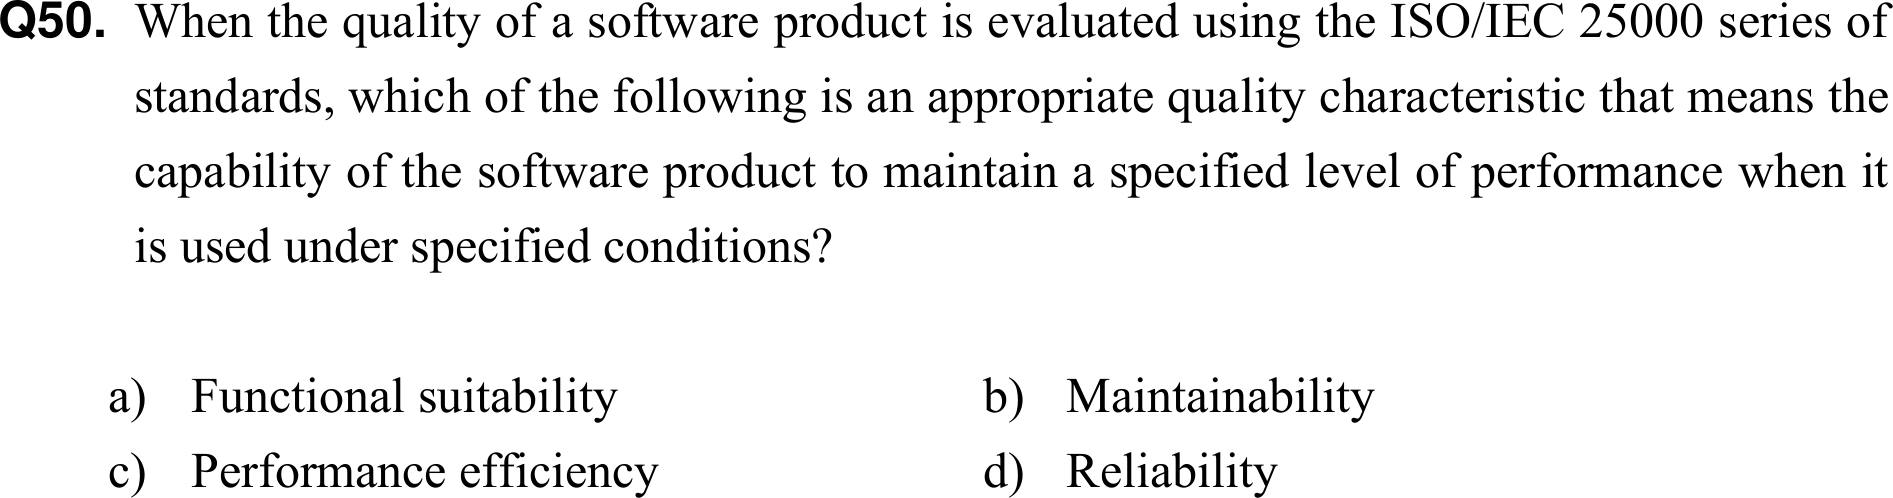 Q50. When the quality of a software product is evaluated using the ISO/IEC 25000 series of
standards, which of the following is an appropriate quality characteristic that means the
capability of the software product to maintain a specified level of performance when it
is used under specified conditions?
a) Functional suitability b) Maintainability
c) Performance efficiency d) Reliability